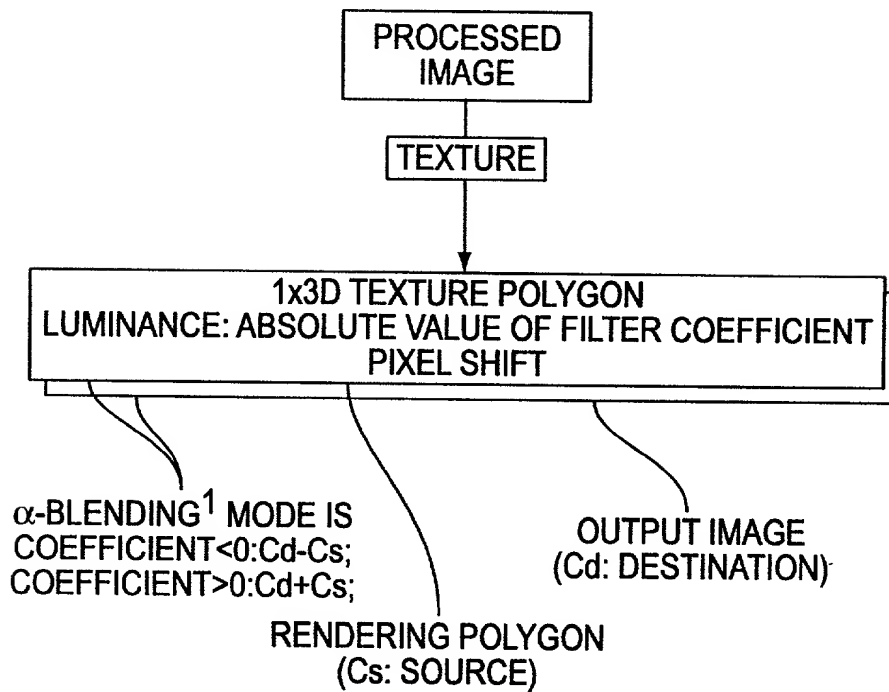 PROCESSED
IMAGE
TEXTURE
1x3D TEXTURE POLYGON
LUMINANCE: ABSOLUTE VALUE OF FILTER COEFFICIENT
PIXEL SHIFT
α-BLENDING¹ MODE IS
COEFFICIENT<0:Cd-Cs;
COEFFICIENT>0:Cd+Cs;
OUTPUT IMAGE
(Cd: DESTINATION)
RENDERING POLYGON
(Cs: SOURCE)